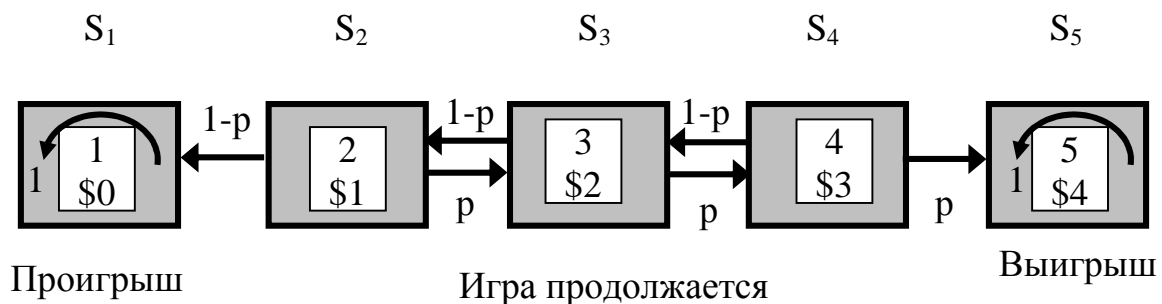 S₁ S₂ S₃ S₄ S₅
1-p 1-p 1-p
1 2 3 4 5
1 $0 $1 $2 $3 1 $4
p p p
Проигрыш Игра продолжается Выигрыш